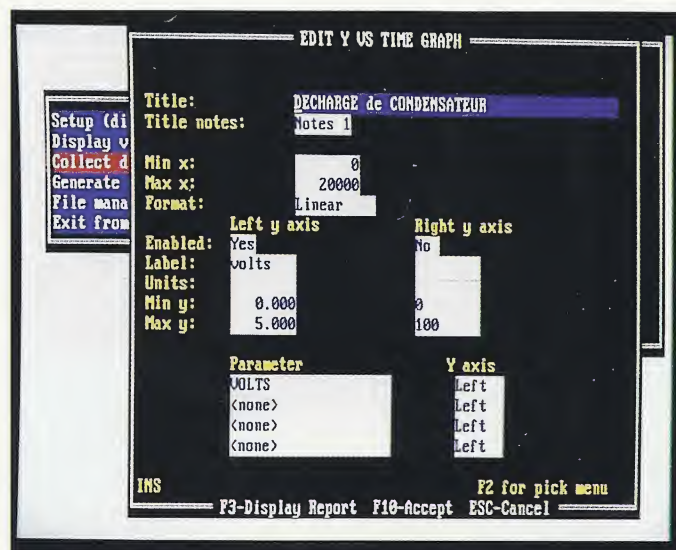 EDIT Y VS TIME GRAPH
Setup (di
Display v
Collect d
Generate
File mana
Exit from
Title: DECHARGE de CONDENSATEUR
Title notes: Notes 1
Min x: 0
Max x: 20000
Format: Linear
Left y axis Right y axis
Enabled: Yes No
Label: volts
Units:
Min y: 0.000 0
Max y: 5.000 100
Parameter Y axis
VOLTS Left
<none> Left
<none> Left
<none> Left
INS F2 for pick menu
F3-Display Report F10-Accept ESC-Cancel